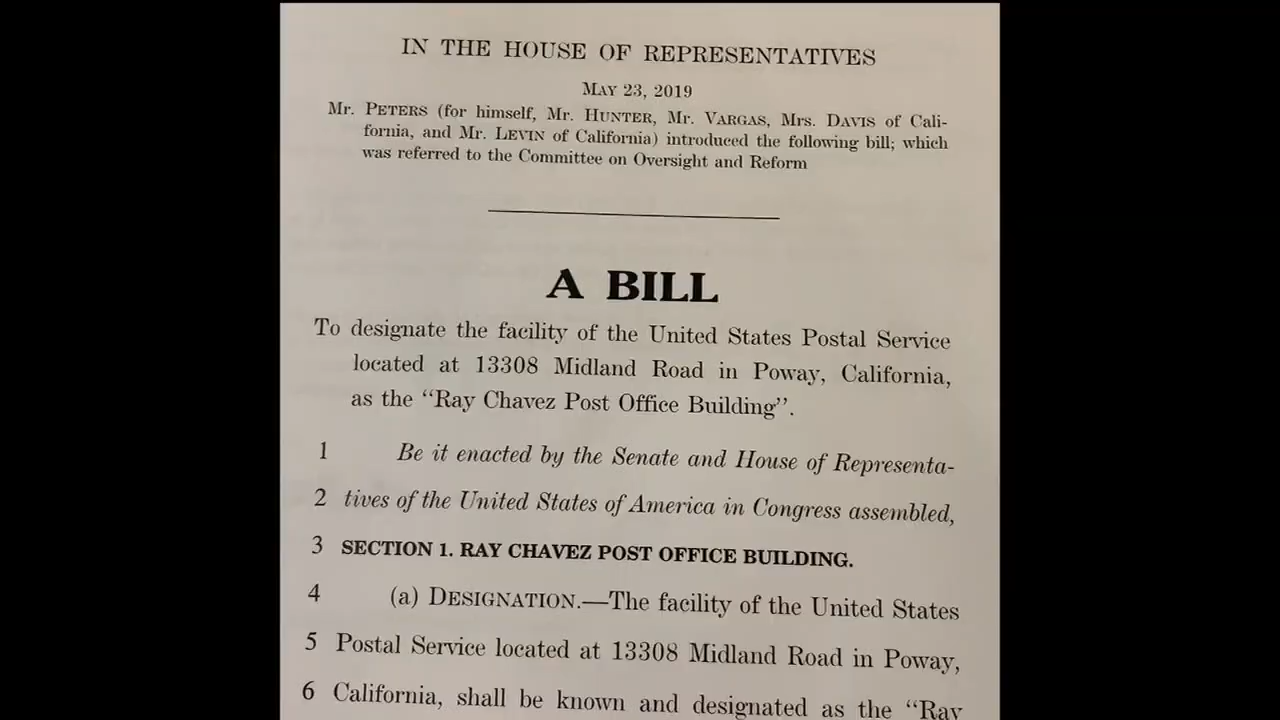 IN THE HOUSE OF REPRESENTATIVES
MAY 23, 2019
Mr. PETERS (for himself, Mr. HUNTER, Mr. VARGAS, Mrs. DAVIS of Cali-
fornia, and Mr. LEVIN of California) introduced the following bill; which
was referred to the Committee on Oversight and Reform
A BILL
To designate the facility of the United States Postal Service
located at 13308 Midland Road in Poway, California,
as the “Ray Chavez Post Office Building”.
1 Be it enacted by the Senate and House of Representa-
2 tives of the United States of America in Congress assembled,
3 SECTION 1. RAY CHAVEZ POST OFFICE BUILDING.
4 (a) DESIGNATION.—The facility of the United States
5 Postal Service located at 13308 Midland Road in Poway,
6 California, shall be known and designated as the “Ray